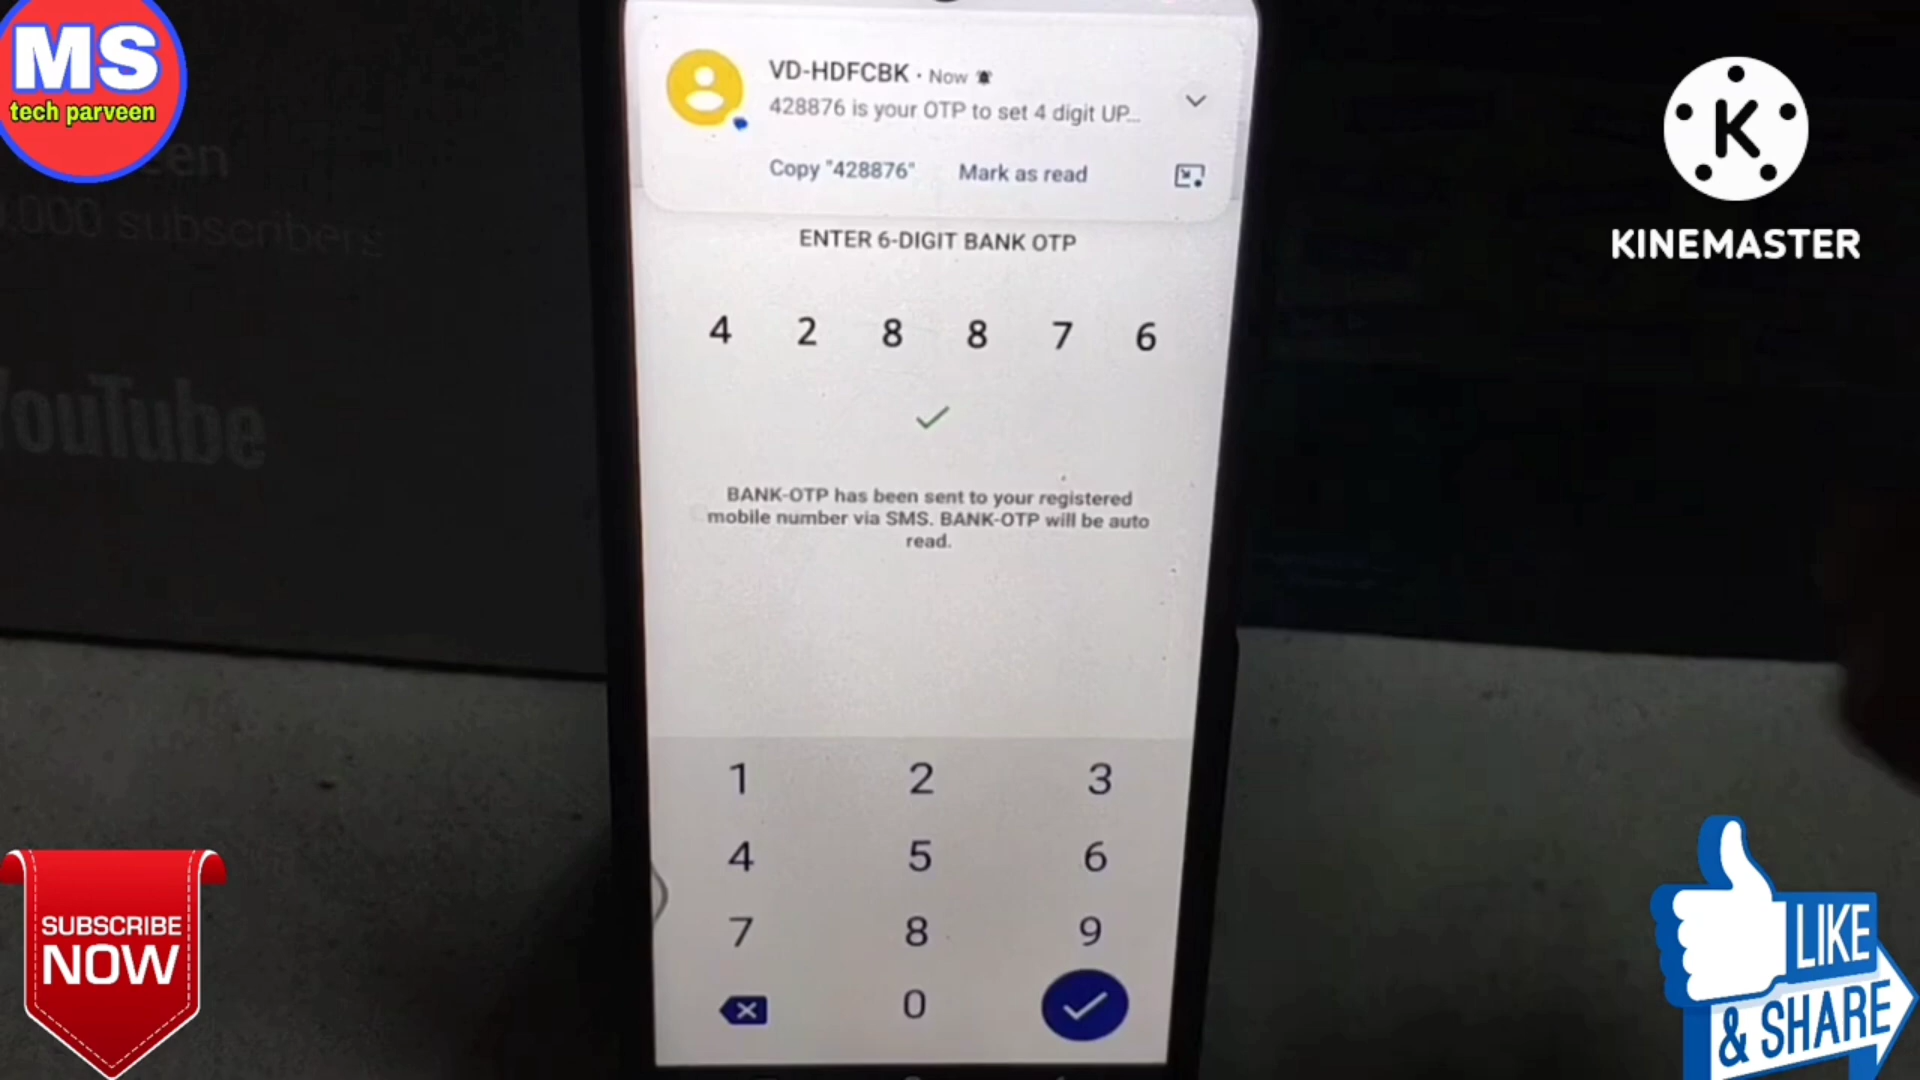 MS
tech parveen
een
000 subscribers
YouTube
VD-HDFCBK · Now
428876 is your OTP to set 4 digit UP...
Copy "428876" Mark as read
ENTER 6-DIGIT BANK OTP
4 2 8 8 7 6
BANK-OTP has been sent to your registered
mobile number via SMS. BANK-OTP will be auto
read.
1 2 3
4 5 6
7 8 9
0
K
KINEMASTER
SUBSCRIBE
NOW
LIKE
& SHARE